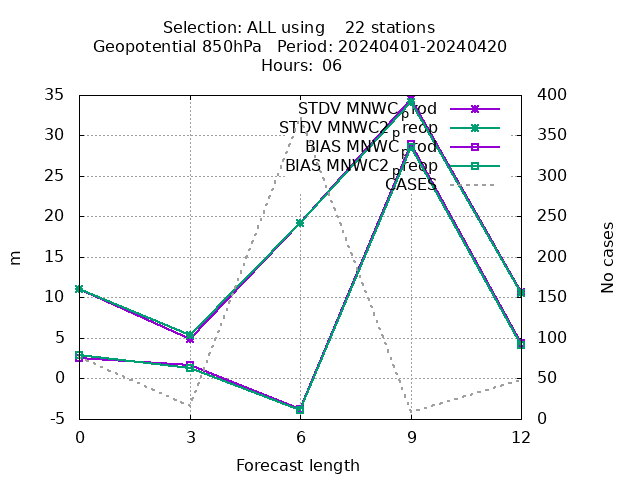 Selection: ALL using    22 stations
Geopotential 850hPa   Period: 20240401-20240420
Hours: 06
35
30
25
20
15
10
5
0
-5
400
350
300
250
200
150
100
50
0
STDV MNWC_prod
STDV MNWC2_preop
BIAS MNWC_prod
BIAS MNWC2_preop
CASES
m
No cases
0 3 6 9 12
Forecast length